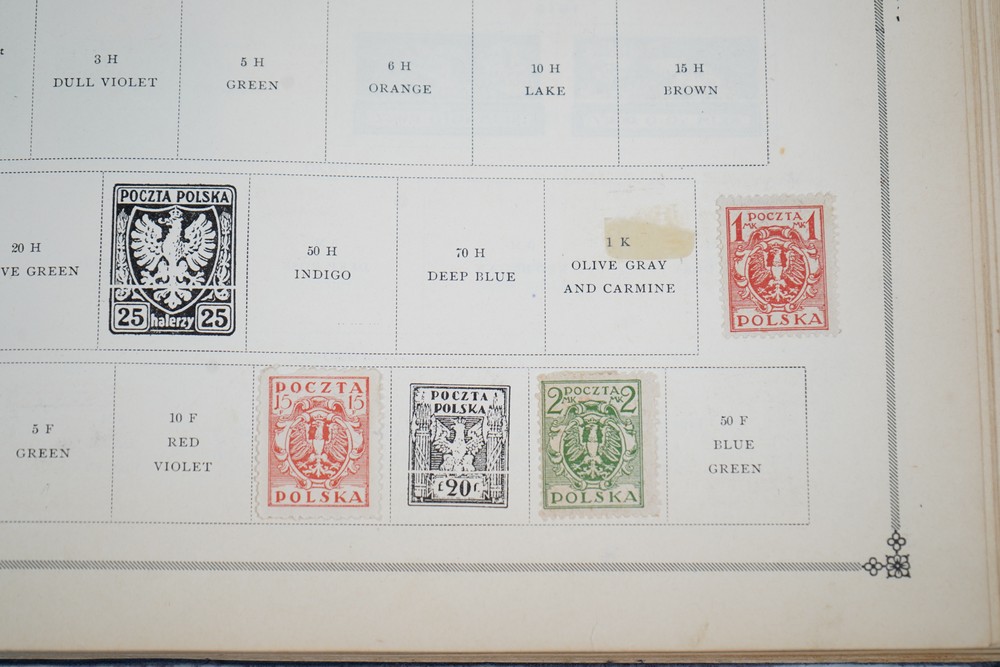 3 H
DULL VIOLET
5 H
GREEN
6 H
ORANGE
10 H
LAKE
15 H
BROWN
20 H
VE GREEN
POCZTA POLSKA
25 halerzy 25
50 H
INDIGO
70 H
DEEP BLUE
1 K
OLIVE GRAY
AND CARMINE
1 POCZTA 1
MK MK
POLSKA
5 F
GREEN
10 F
RED
VIOLET
POCZTA
15 15
POLSKA
POCZTA
POLSKA
f 20 f
2 POCZTA 2
MK MK
POLSKA
50 F
BLUE
GREEN